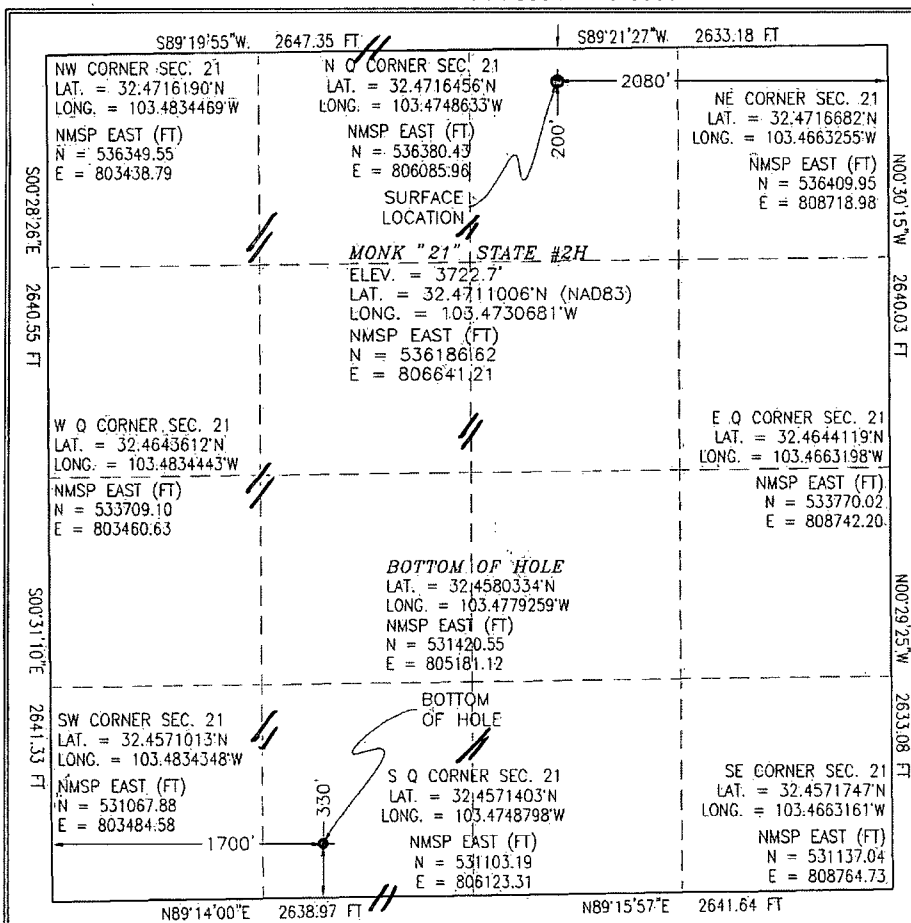 S89°19'55"W. 2647.35 FT
S89°21'27"W. 2633.18 FT
NW CORNER SEC. 21
LAT. = 32.4716190°N
LONG. = 103.4834469°W
NMSP EAST (FT)
N = 536349.55
E = 803438.79
N Q CORNER SEC. 21
LAT. = 32.4716456°N
LONG. = 103.4748633°W
NMSP EAST (FT)
N = 536380.43
E = 806085.96
2080'
200'
NE CORNER SEC. 21
LAT. = 32.4716682°N
LONG. = 103.4663255°W
NMSP EAST (FT)
N = 536409.95
E = 808718.98
SURFACE
LOCATION
S00°28'26"E 2640.55 FT
N00°30'15"W 2640.03 FT
MONK "21" STATE #2H
ELEV. = 3722.7'
LAT. = 32.4711006°N (NAD83)
LONG. = 103.4730681°W
NMSP EAST (FT)
N = 536186.62
E = 806641.21
W Q CORNER SEC. 21
LAT. = 32.4643612°N
LONG. = 103.4834443°W
NMSP EAST (FT)
N = 533709.10
E = 803460.63
E Q CORNER SEC. 21
LAT. = 32.4644119°N
LONG. = 103.4663198°W
NMSP EAST (FT)
N = 533770.02
E = 808742.20
BOTTOM OF HOLE
LAT. = 32.4580334°N
LONG. = 103.4779259°W
NMSP EAST (FT)
N = 531420.55
E = 805181.12
S00°31'10"E 2641.33 FT
N00°29'25"W 2633.08 FT
BOTTOM
OF HOLE
SW CORNER SEC. 21
LAT. = 32.4571013°N
LONG. = 103.4834348°W
NMSP EAST (FT)
N = 531067.88
E = 803484.58
1700'
330'
S Q CORNER SEC. 21
LAT. = 32.4571403°N
LONG. = 103.4748798°W
NMSP EAST (FT)
N = 531103.19
E = 806123.31
SE CORNER SEC. 21
LAT. = 32.4571747°N
LONG. = 103.4663161°W
NMSP EAST (FT)
N = 531137.04
E = 808764.73
N89°14'00"E 2638.97 FT
N89°15'57"E 2641.64 FT